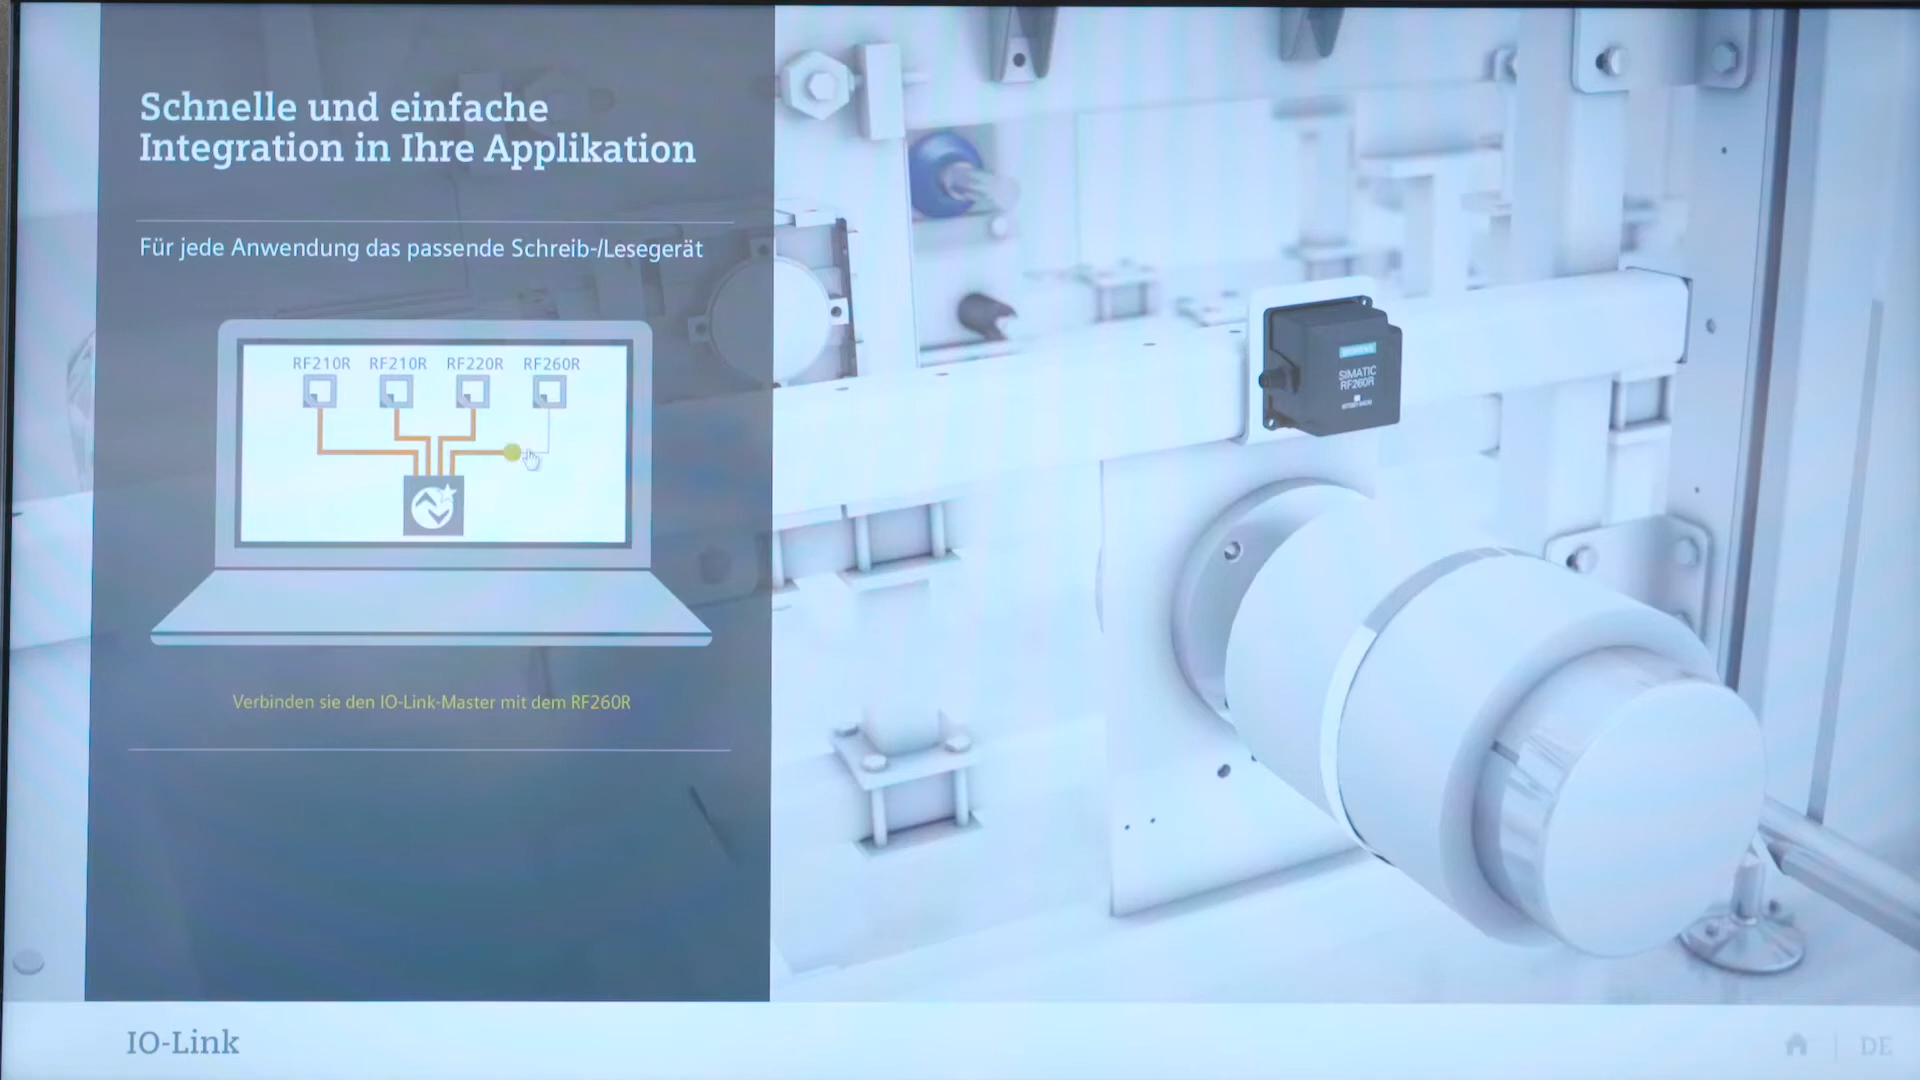 Schnelle und einfache
Integration in Ihre Applikation
Für jede Anwendung das passende Schreib-/Lesegerät
RF210R RF210R RF220R RF260R
Verbinden sie den IO-Link-Master mit dem RF260R
SIEMENS
SIMATIC
RF260R
IO-Link
DE